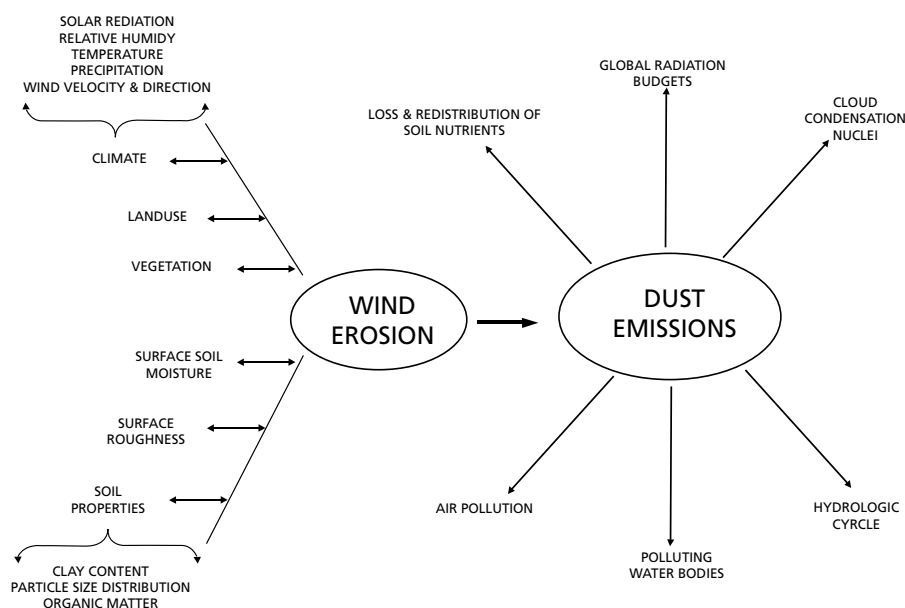 SOLAR REDIATION
RELATIVE HUMIDY
TEMPERATURE
PRECIPITATION
WIND VELOCITY & DIRECTION
CLIMATE
LANDUSE
VEGETATION
SURFACE SOIL
MOISTURE
SURFACE
ROUGHNESS
SOIL
PROPERTIES
CLAY CONTENT
PARTICLE SIZE DISTRIBUTION
ORGANIC MATTER
WIND
EROSION
DUST
EMISSIONS
LOSS & REDISTRIBUTION OF
SOIL NUTRIENTS
GLOBAL RADIATION
BUDGETS
CLOUD
CONDENSATION
NUCLEI
AIR POLLUTION
POLLUTING
WATER BODIES
HYDROLOGIC
CYRCLE